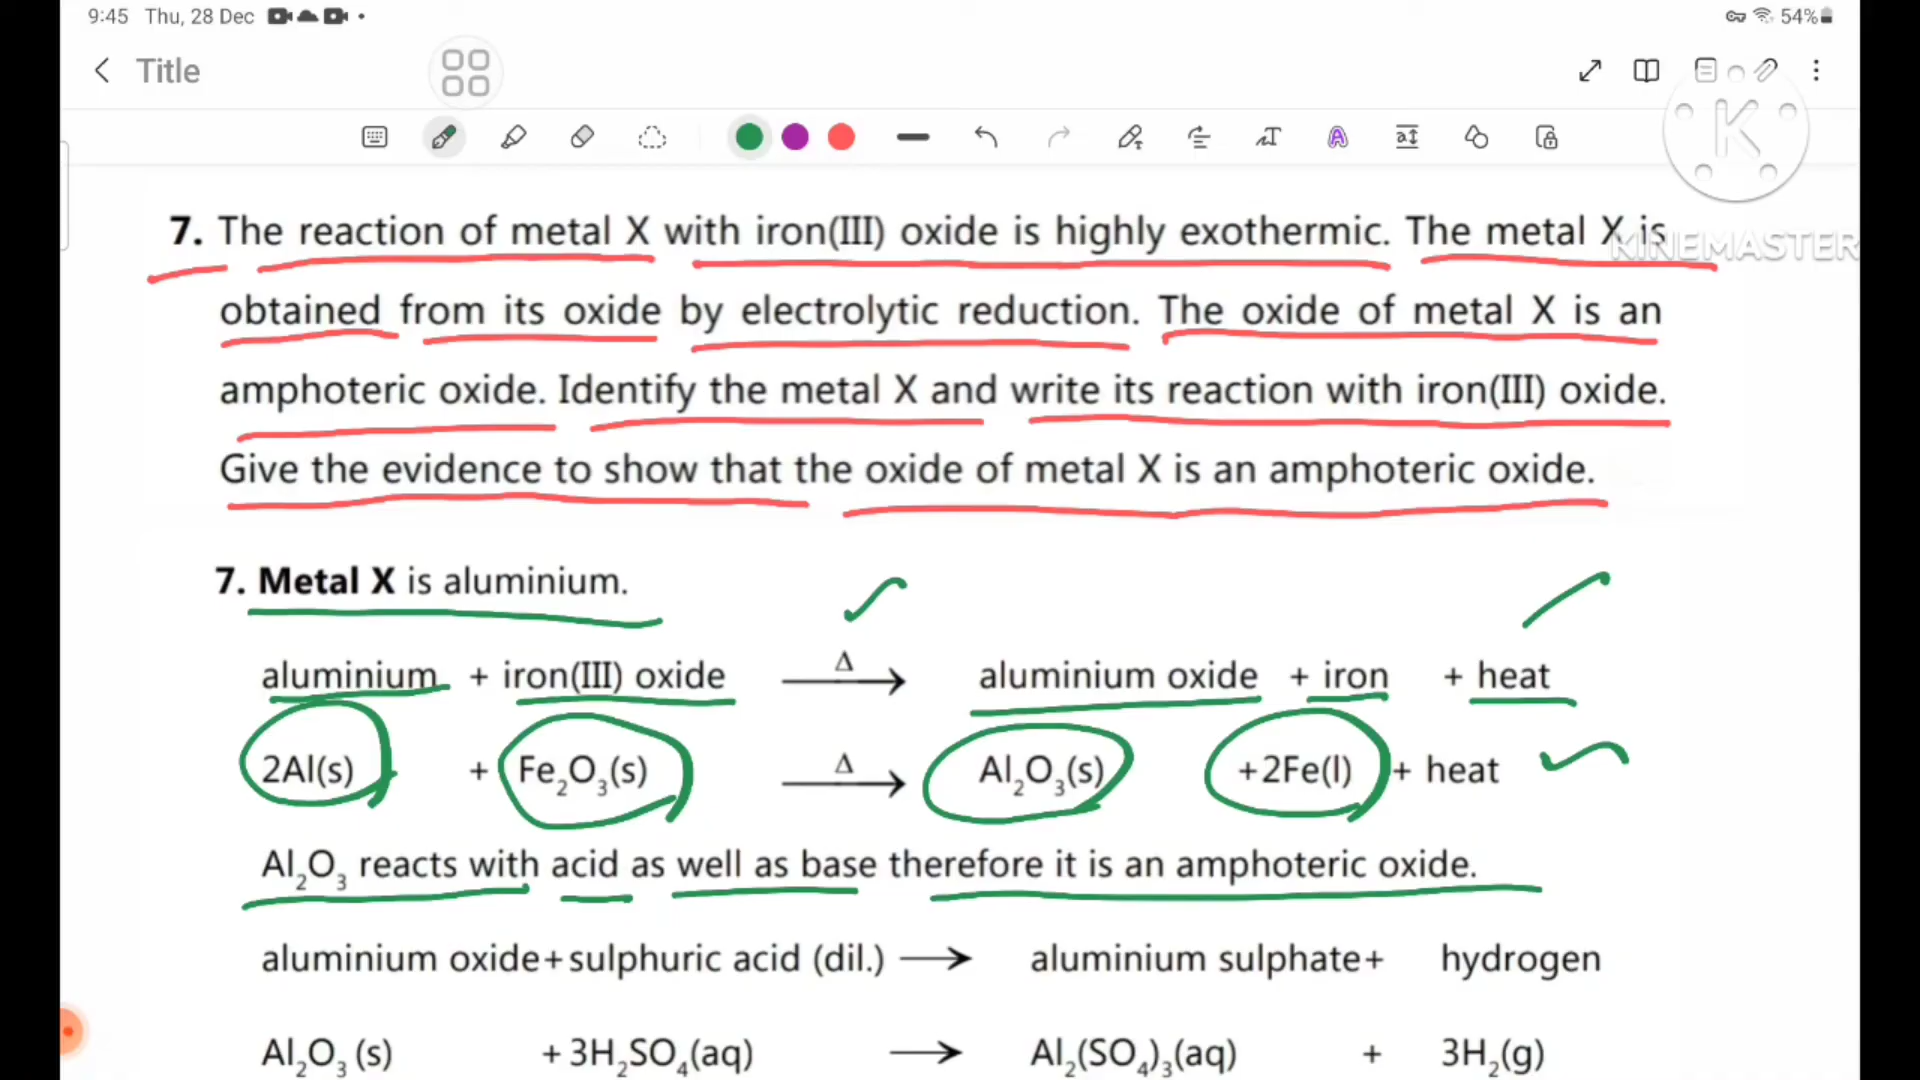 9:45 Thu, 28 Dec
54%
Title
K
KINEMASTER
7. The reaction of metal X with iron(III) oxide is highly exothermic. The metal X is
obtained from its oxide by electrolytic reduction. The oxide of metal X is an
amphoteric oxide. Identify the metal X and write its reaction with iron(III) oxide.
Give the evidence to show that the oxide of metal X is an amphoteric oxide.
7. Metal X is aluminium.
aluminium + iron(III) oxide Δ⟶ aluminium oxide + iron + heat
2Al(s) + Fe₂O₃(s) Δ⟶ Al₂O₃(s) +2Fe(l) + heat
Al₂O₃ reacts with acid as well as base therefore it is an amphoteric oxide.
aluminium oxide+sulphuric acid (dil.) ⟶ aluminium sulphate+ hydrogen
Al₂O₃ (s) +3H₂SO₄(aq) ⟶ Al₂(SO₄)₃(aq) + 3H₂(g)